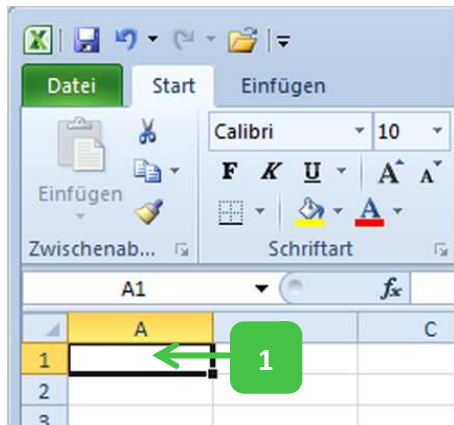 Datei Start Einfügen
Calibri 10
F K U A A
Einfügen A
Zwischenab... Schriftart
A1 fx
A C
1 1
2
3